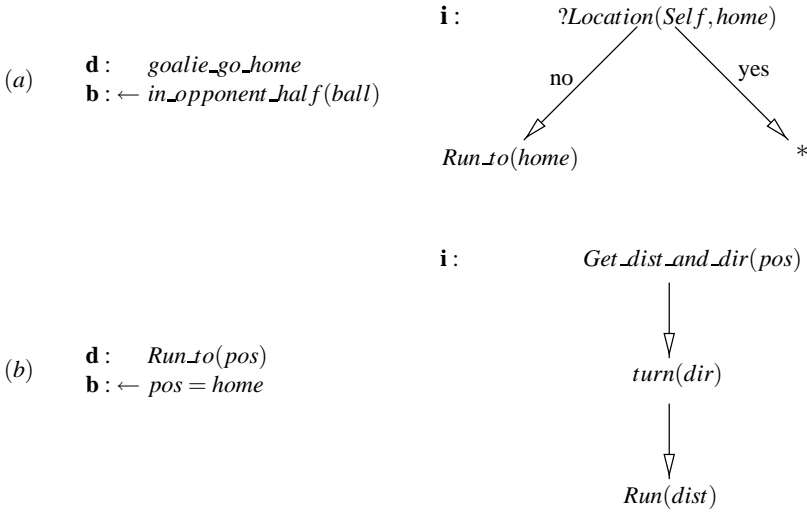 i : ?Location(Self,home)
(a) d : goalie_go_home
b : ← in_opponent_half(ball)
no yes
Run_to(home) *
i : Get_dist_and_dir(pos)
(b) d : Run_to(pos)
b : ← pos = home
turn(dir)
Run(dist)